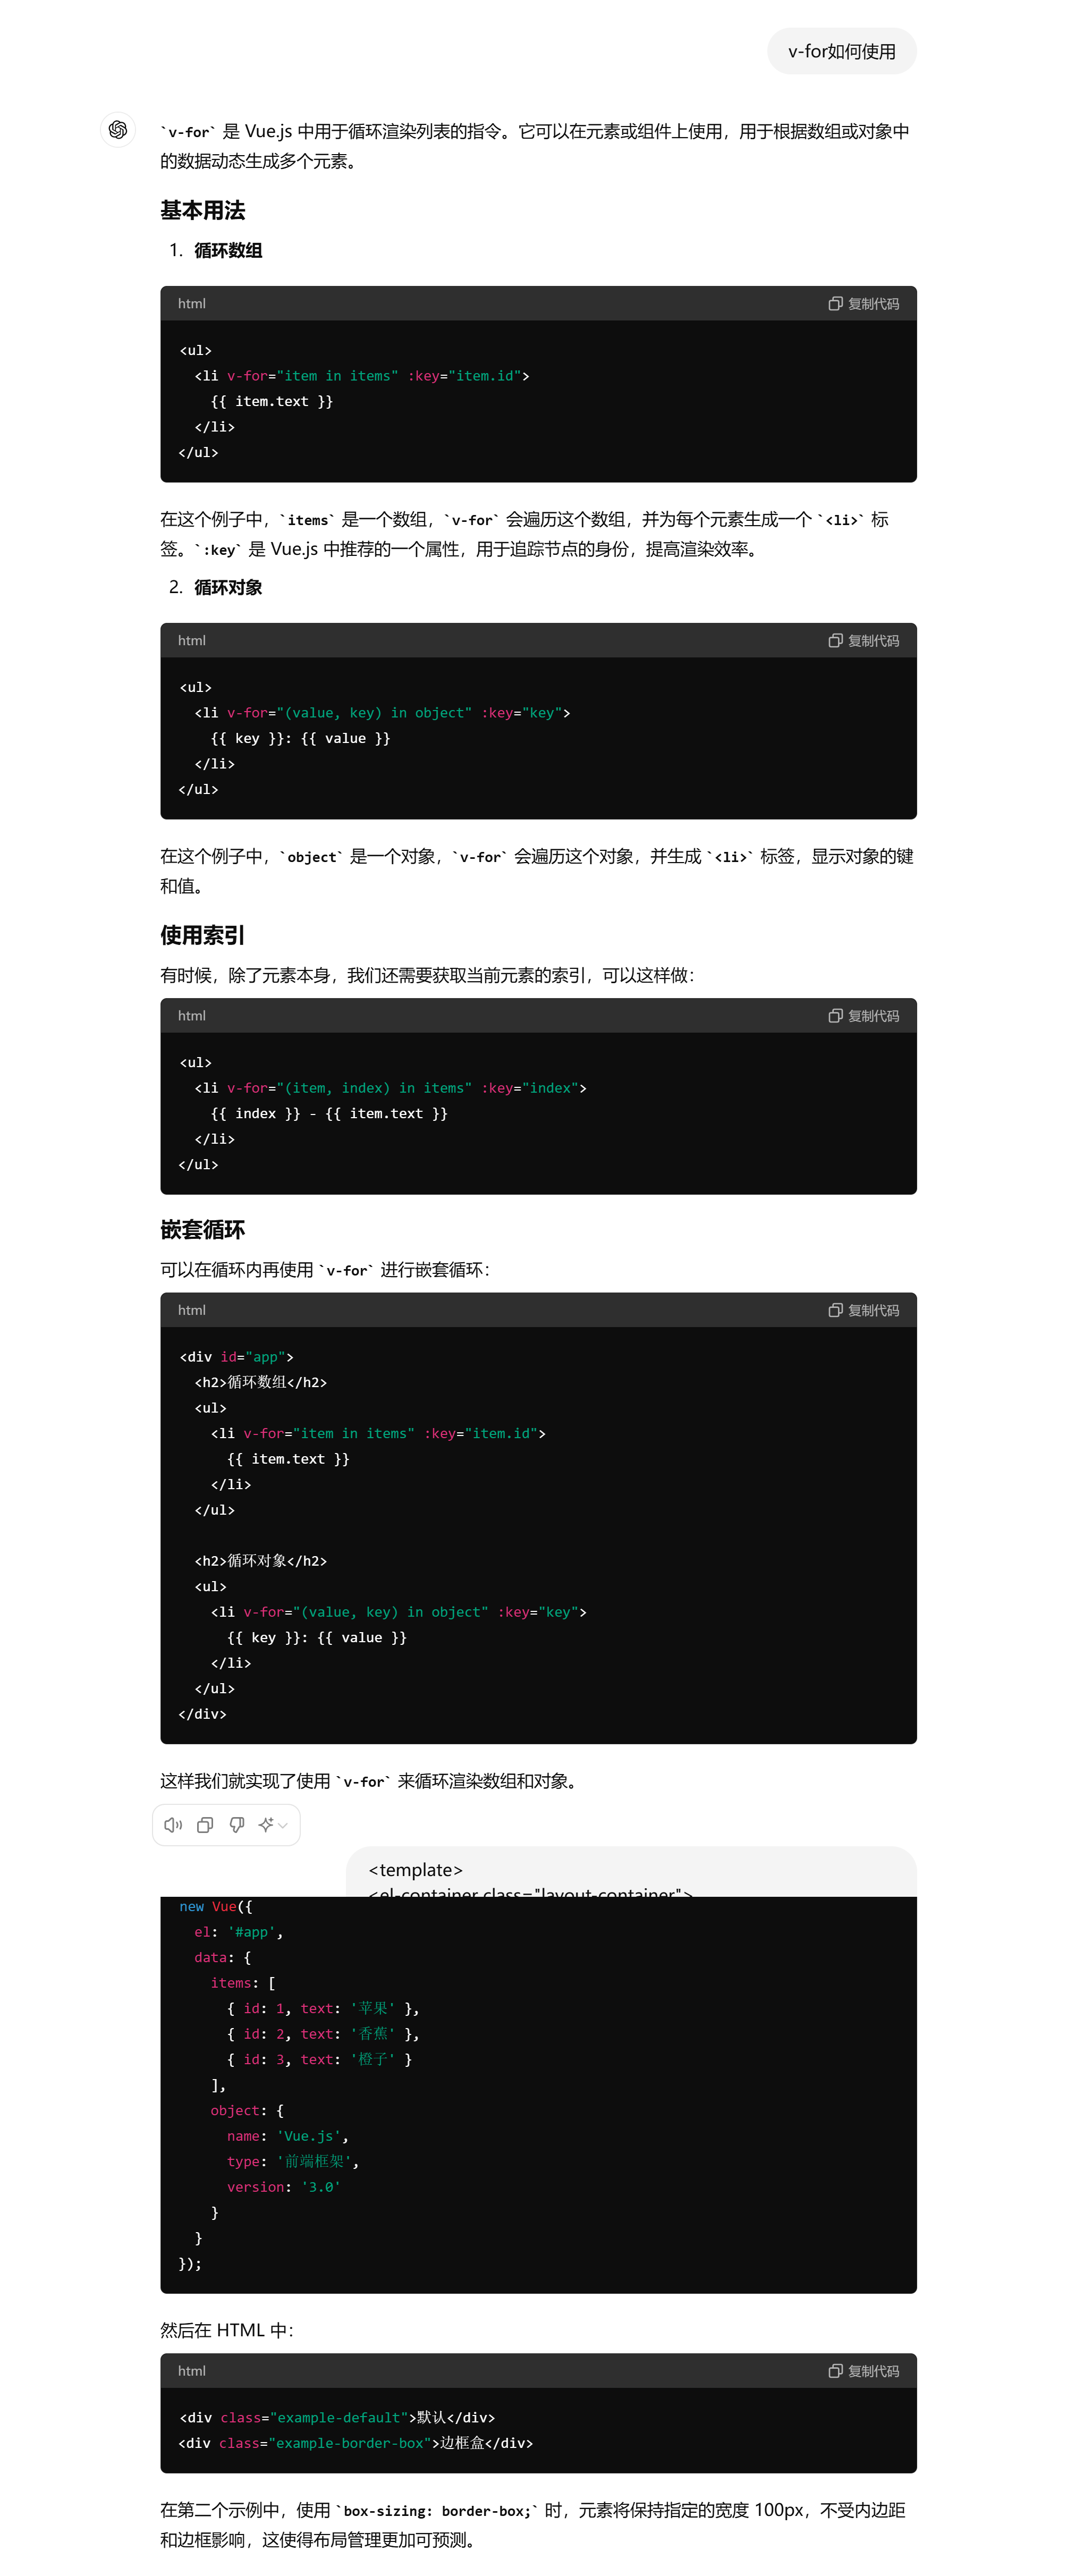 v-for如何使用
`v-for` 是 Vue.js 中用于循环渲染列表的指令。它可以在元素或组件上使用，用于根据数组或对象中
的数据动态生成多个元素。
基本用法
1. 循环数组
html 复制代码
<ul>
  <li v-for="item in items" :key="item.id">
    {{ item.text }}
  </li>
</ul>
在这个例子中，`items` 是一个数组，`v-for` 会遍历这个数组，并为每个元素生成一个 `<li>` 标
签。`:key` 是 Vue.js 中推荐的一个属性，用于追踪节点的身份，提高渲染效率。
2. 循环对象
html 复制代码
<ul>
  <li v-for="(value, key) in object" :key="key">
    {{ key }}: {{ value }}
  </li>
</ul>
在这个例子中，`object` 是一个对象，`v-for` 会遍历这个对象，并生成 `<li>` 标签，显示对象的键
和值。
使用索引
有时候，除了元素本身，我们还需要获取当前元素的索引，可以这样做：
html 复制代码
<ul>
  <li v-for="(item, index) in items" :key="index">
    {{ index }} - {{ item.text }}
  </li>
</ul>
嵌套循环
可以在循环内再使用 `v-for` 进行嵌套循环：
html 复制代码
<div id="app">
  <h2>循环数组</h2>
  <ul>
    <li v-for="item in items" :key="item.id">
      {{ item.text }}
    </li>
  </ul>
  <h2>循环对象</h2>
  <ul>
    <li v-for="(value, key) in object" :key="key">
      {{ key }}: {{ value }}
    </li>
  </ul>
</div>
这样我们就实现了使用 `v-for` 来循环渲染数组和对象。
<template>
<el-container class="layout-container">
new Vue({
  el: '#app',
  data: {
    items: [
      { id: 1, text: '苹果' },
      { id: 2, text: '香蕉' },
      { id: 3, text: '橙子' }
    ],
    object: {
      name: 'Vue.js',
      type: '前端框架',
      version: '3.0'
    }
  }
});
然后在 HTML 中：
html 复制代码
<div class="example-default">默认</div>
<div class="example-border-box">边框盒</div>
在第二个示例中，使用 `box-sizing: border-box;` 时，元素将保持指定的宽度 100px，不受内边距
和边框影响，这使得布局管理更加可预测。